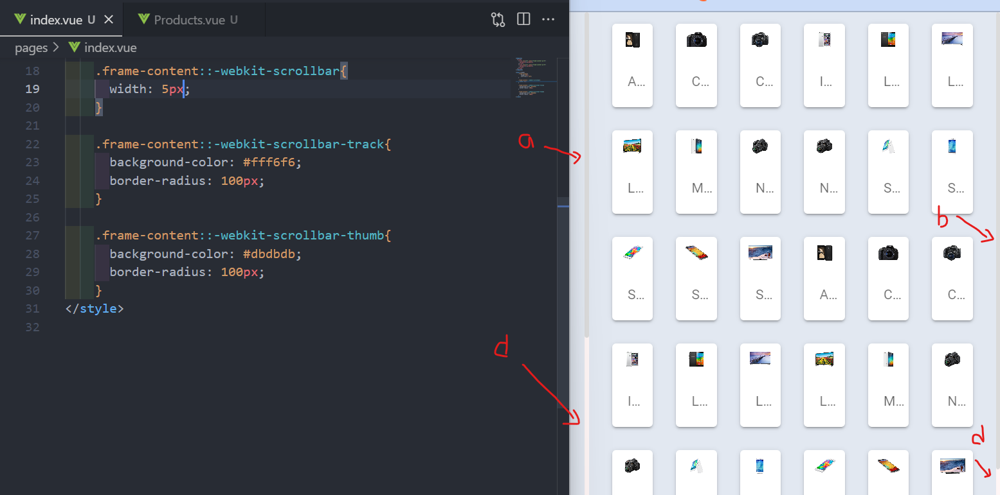 index.vue U
Products.vue U
pages > index.vue
18 .frame-content::-webkit-scrollbar{
19 width: 5px;
20 }
21
22 .frame-content::-webkit-scrollbar-track{
23 background-color: #fff6f6;
24 border-radius: 100px;
25 }
26
27 .frame-content::-webkit-scrollbar-thumb{
28 background-color: #dbdbdb;
29 border-radius: 100px;
30 }
31 </style>
32
A... C... C... I... L... L...
a
L... M... N... N... S... S...
b
S... S... S... A... C... C...
d
I... L... L... L... M... N...
d